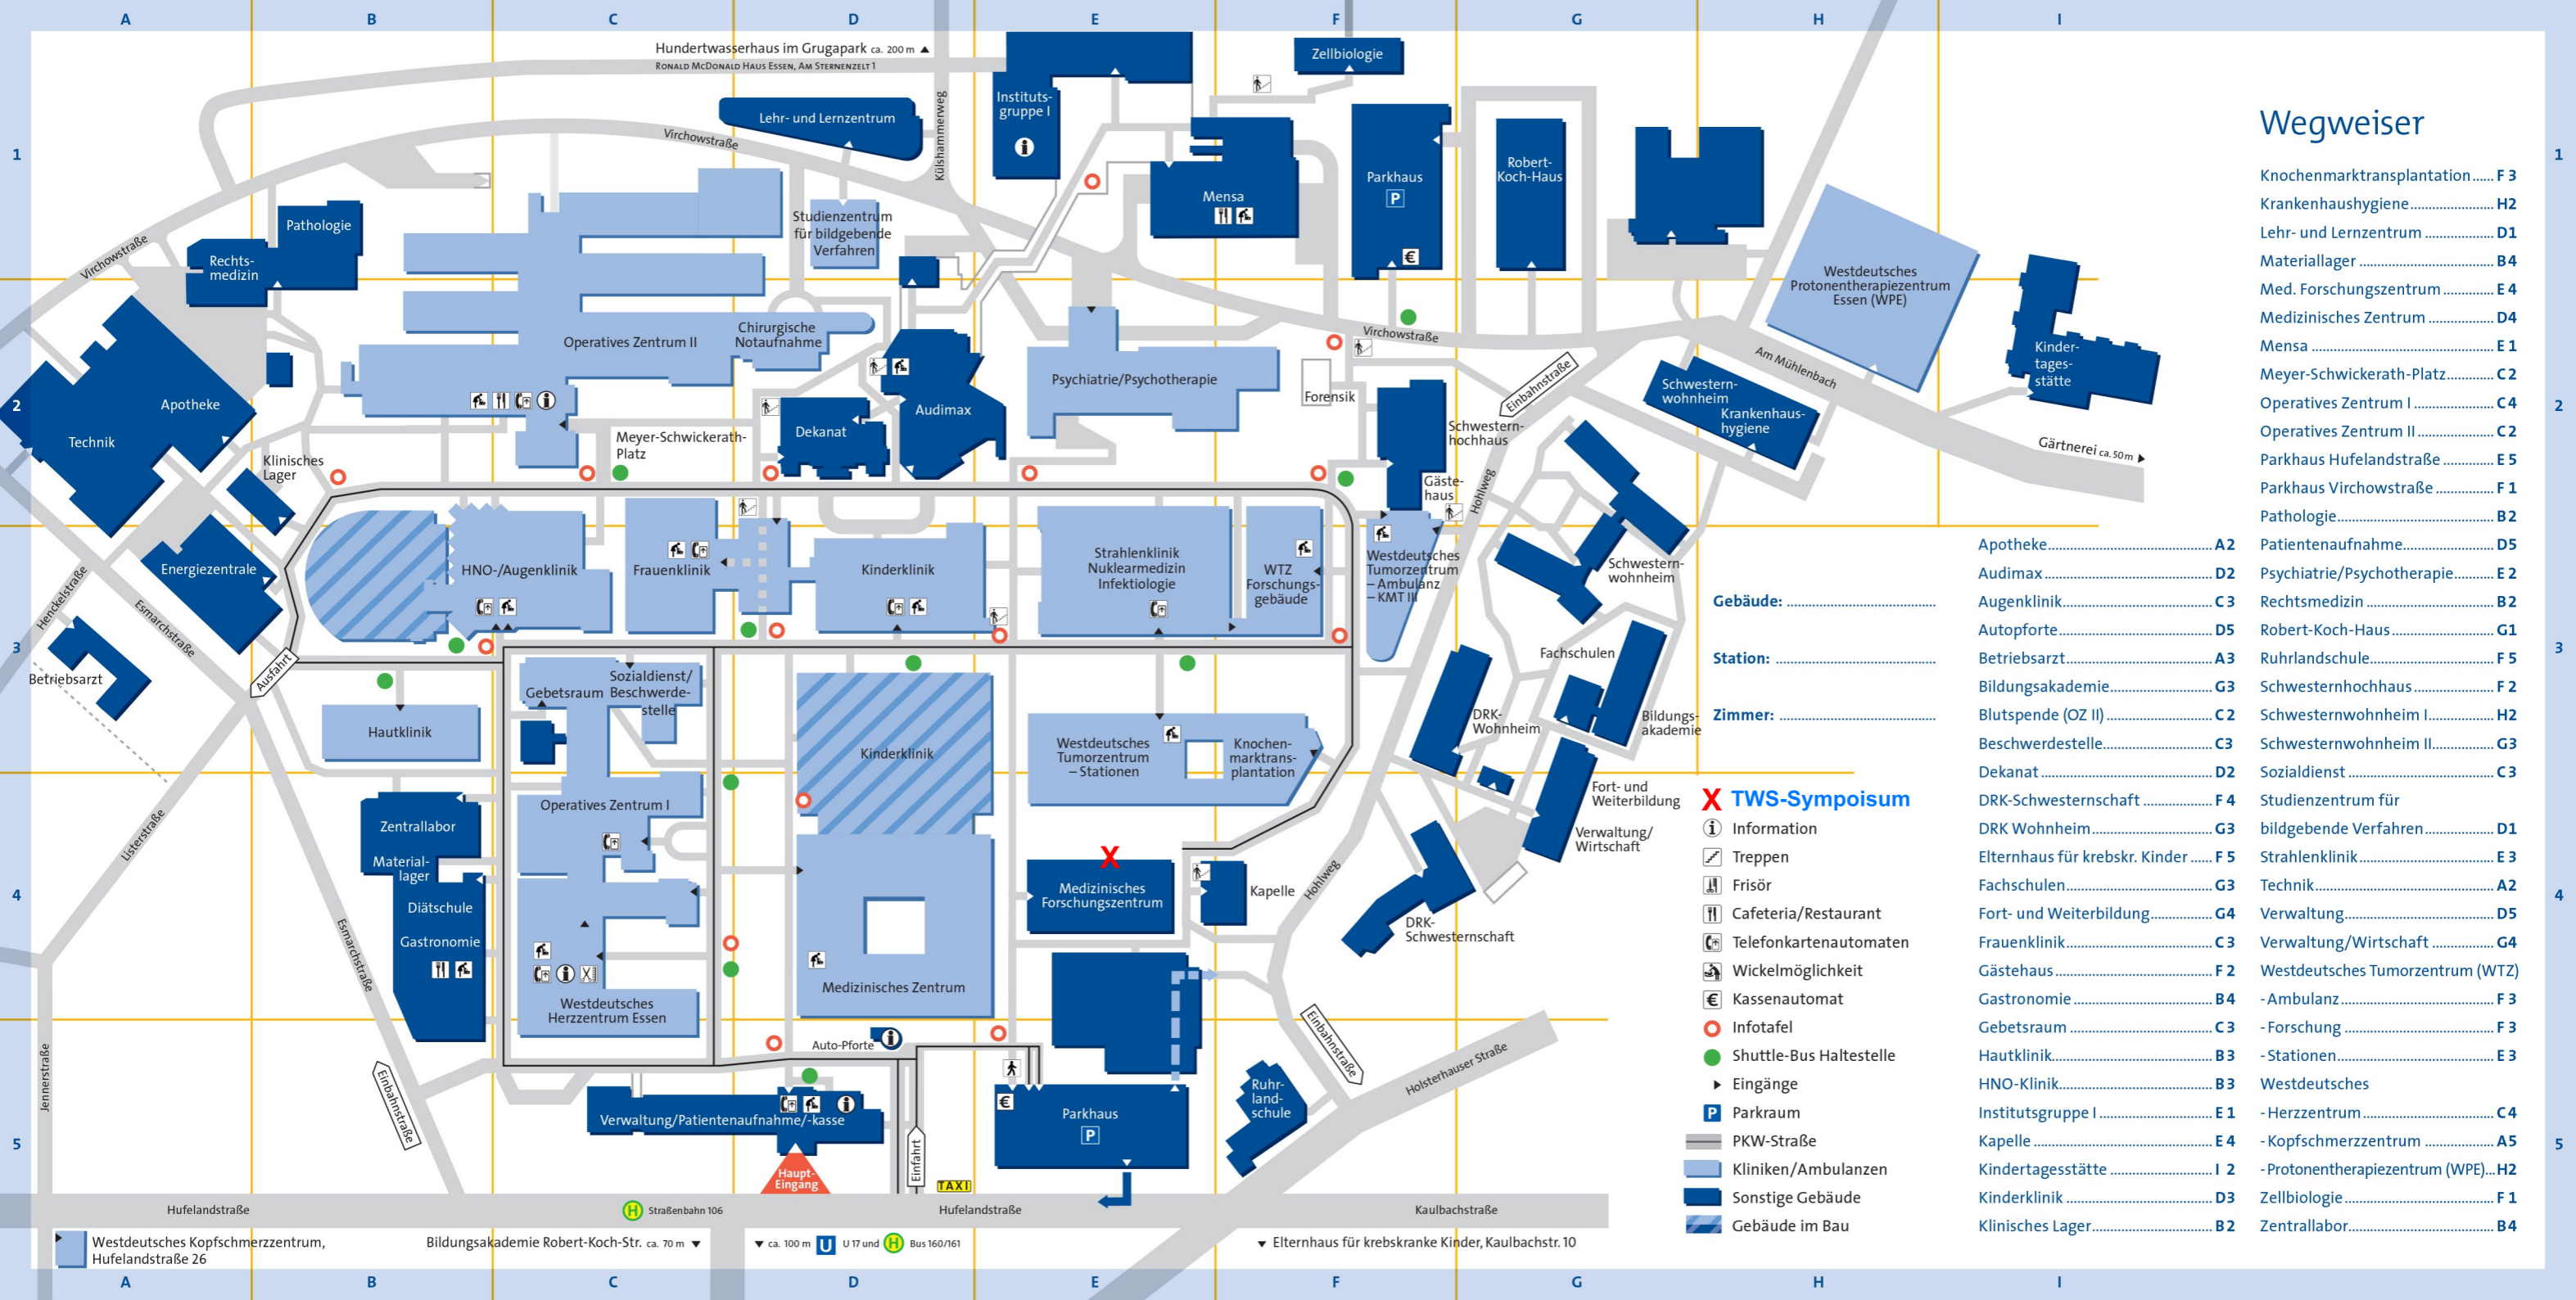 A B C D E F G H I
Hundertwasserhaus im Grugapark ca. 200 m ▲
RONALD MCDONALD HAUS ESSEN, AM STERNENZELT 1
Zellbiologie
Instituts-
gruppe I
Lehr- und Lernzentrum
Virchowstraße
Külshammerweg
1
1
Parkhaus
P
€
Robert-
Koch-Haus
Mensa
Pathologie
Rechts-
medizin
Virchowstraße
Studienzentrum
für bildgebende
Verfahren
Westdeutsches
Protonentherapiezentrum
Essen (WPE)
Operatives Zentrum II
Chirurgische
Notaufnahme
Virchowstraße
Am Mühlenbach
Kinder-
tages-
stätte
Einbahnstraße
Psychiatrie/Psychotherapie
Forensik
Schwestern-
wohnheim
Krankenhaus-
hygiene
2
2
Apotheke
Technik
Audimax
Dekanat
Meyer-Schwickerath-
Platz
Schwestern-
hochhaus
Gärtnerei ca. 50 m ►
Klinisches
Lager
Gäste-
haus
Hohlweg
Energiezentrale
Henckelstraße
Esmarchstraße
HNO-/Augenklinik
Frauenklinik
Kinderklinik
Strahlenklinik
Nuklearmedizin
Infektiologie
WTZ
Forschungs-
gebäude
Westdeutsches
Tumorzentrum
– Ambulanz
– KMT III
Schwestern-
wohnheim
3
3
Betriebsarzt
Ausfahrt
Fachschulen
Gebetsraum
Sozialdienst/
Beschwerde-
stelle
Hautklinik
Kinderklinik
Westdeutsches
Tumorzentrum
– Stationen
Knochen-
marktrans-
plantation
DRK-
Wohnheim
Bildungs-
akademie
Operatives Zentrum I
Fort- und
Weiterbildung
Verwaltung/
Wirtschaft
Zentrallabor
Material-
lager
Listerstraße
Diätschule
Gastronomie
X
Medizinisches
Forschungszentrum
Kapelle
Hohlweg
DRK-
Schwesternschaft
4
4
Esmarchstraße
Westdeutsches
Herzzentrum Essen
Medizinisches Zentrum
Auto-Pforte
Einbahnstraße
Holsterhauser Straße
Jennerstraße
Einbahnstraße
Verwaltung/Patientenaufnahme/-kasse
€
Parkhaus
P
Ruhr-
land-
schule
5
5
Haupt-
Eingang
Einfahrt
TAXI
Hufelandstraße
H Straßenbahn 106
Hufelandstraße
Kaulbachstraße
Westdeutsches Kopfschmerzzentrum,
Hufelandstraße 26
Bildungsakademie Robert-Koch-Str. ca. 70 m ▼
▼ ca. 100 m U U 17 und H Bus 160/161
▼ Elternhaus für krebskranke Kinder, Kaulbachstr. 10
Gebäude: ...............
Station: ...............
Zimmer: ...............
X TWS-Sympoisum
Information
Treppen
Frisör
Cafeteria/Restaurant
Telefonkartenautomaten
Wickelmöglichkeit
€ Kassenautomat
Infotafel
Shuttle-Bus Haltestelle
Eingänge
P Parkraum
PKW-Straße
Kliniken/Ambulanzen
Sonstige Gebäude
Gebäude im Bau
Apotheke............... A2
Audimax............... D2
Augenklinik............... C3
Autopforte............... D5
Betriebsarzt............... A3
Bildungsakademie............... G3
Blutspende (OZ II)............... C2
Beschwerdestelle............... C3
Dekanat............... D2
DRK-Schwesternschaft............... F4
DRK Wohnheim............... G3
Elternhaus für krebskr. Kinder...... F5
Fachschulen............... G3
Fort- und Weiterbildung............... G4
Frauenklinik............... C3
Gästehaus............... F2
Gastronomie............... B4
Gebetsraum............... C3
Hautklinik............... B3
HNO-Klinik............... B3
Institutsgruppe I............... E1
Kapelle............... E4
Kindertagesstätte............... I 2
Kinderklinik............... D3
Klinisches Lager............... B2
Wegweiser
Knochenmarktransplantation...... F 3
Krankenhaushygiene............... H2
Lehr- und Lernzentrum............... D1
Materiallager............... B4
Med. Forschungszentrum............... E 4
Medizinisches Zentrum............... D4
Mensa............... E 1
Meyer-Schwickerath-Platz............... C 2
Operatives Zentrum I............... C4
Operatives Zentrum II............... C 2
Parkhaus Hufelandstraße............... E 5
Parkhaus Virchowstraße............... F 1
Pathologie............... B2
Patientenaufnahme............... D5
Psychiatrie/Psychotherapie............... E 2
Rechtsmedizin............... B2
Robert-Koch-Haus............... G1
Ruhrlandschule............... F 5
Schwesternhochhaus............... F 2
Schwesternwohnheim I............... H2
Schwesternwohnheim II............... G3
Sozialdienst............... C 3
Studienzentrum für
bildgebende Verfahren............... D1
Strahlenklinik............... E 3
Technik............... A2
Verwaltung............... D5
Verwaltung/Wirtschaft............... G4
Westdeutsches Tumorzentrum (WTZ)
- Ambulanz............... F 3
- Forschung............... F 3
- Stationen............... E 3
Westdeutsches
- Herzzentrum............... C4
- Kopfschmerzzentrum............... A5
- Protonentherapiezentrum (WPE)...H2
Zellbiologie............... F 1
Zentrallabor............... B4
A B C D E F G H I